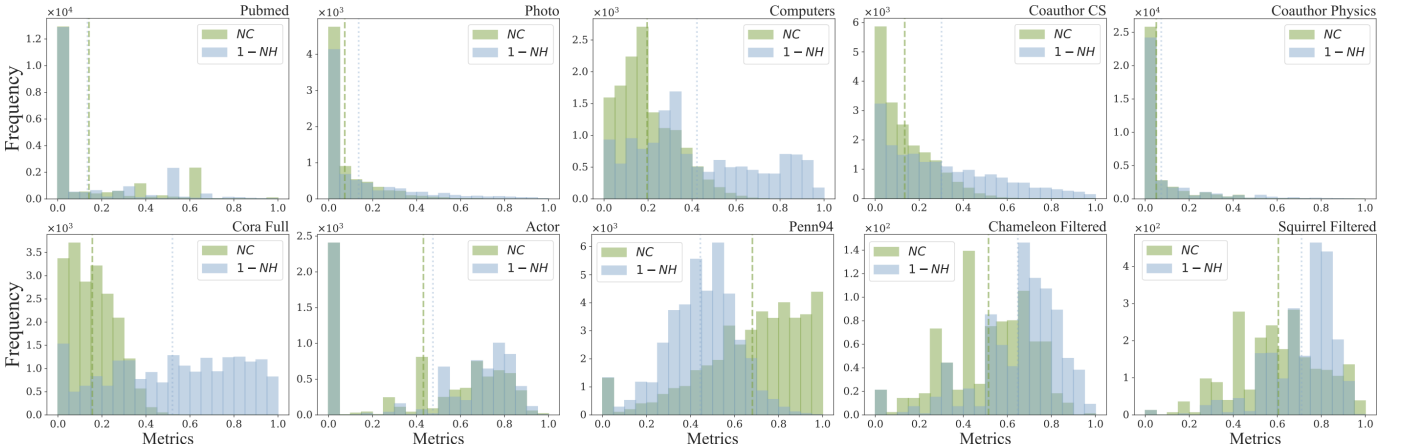 Pubmed
×10⁴
1.2
1.0
0.8
0.6
0.4
0.2
0.0
Frequency
NC
1 − NH
0.0 0.2 0.4 0.6 0.8 1.0
Photo
×10³
4
3
2
1
0
NC
1 − NH
0.0 0.2 0.4 0.6 0.8 1.0
Computers
×10³
2.5
2.0
1.5
1.0
0.5
0.0
NC
1 − NH
0.0 0.2 0.4 0.6 0.8 1.0
Coauthor CS
×10³
6
5
4
3
2
1
0
NC
1 − NH
0.0 0.2 0.4 0.6 0.8 1.0
Coauthor Physics
×10⁴
2.5
2.0
1.5
1.0
0.5
0.0
NC
1 − NH
0.0 0.2 0.4 0.6 0.8 1.0
Cora Full
×10³
3.5
3.0
2.5
2.0
1.5
1.0
0.5
0.0
Frequency
NC
1 − NH
0.0 0.2 0.4 0.6 0.8 1.0
Metrics
Actor
×10³
2.5
2.0
1.5
1.0
0.5
0.0
NC
1 − NH
0.0 0.2 0.4 0.6 0.8 1.0
Metrics
Penn94
×10³
6
5
4
3
2
1
0
NC
1 − NH
0.0 0.2 0.4 0.6 0.8 1.0
Metrics
Chameleon Filtered
×10²
1.4
1.2
1.0
0.8
0.6
0.4
0.2
0.0
NC
1 − NH
0.0 0.2 0.4 0.6 0.8 1.0
Metrics
Squirrel Filtered
×10²
4
3
2
1
0
NC
1 − NH
0.0 0.2 0.4 0.6 0.8 1.0
Metrics